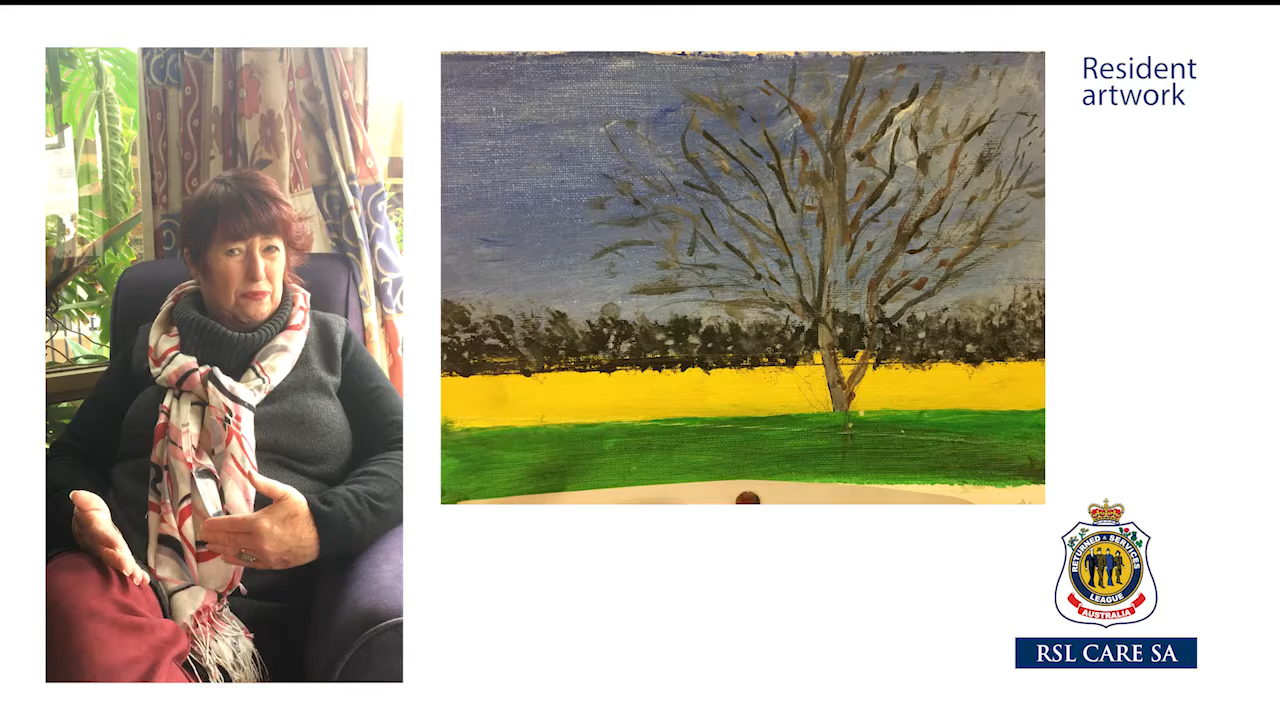 Resident
artwork
RETURNED & SERVICES
LEAGUE
AUSTRALIA
RSL CARE SA